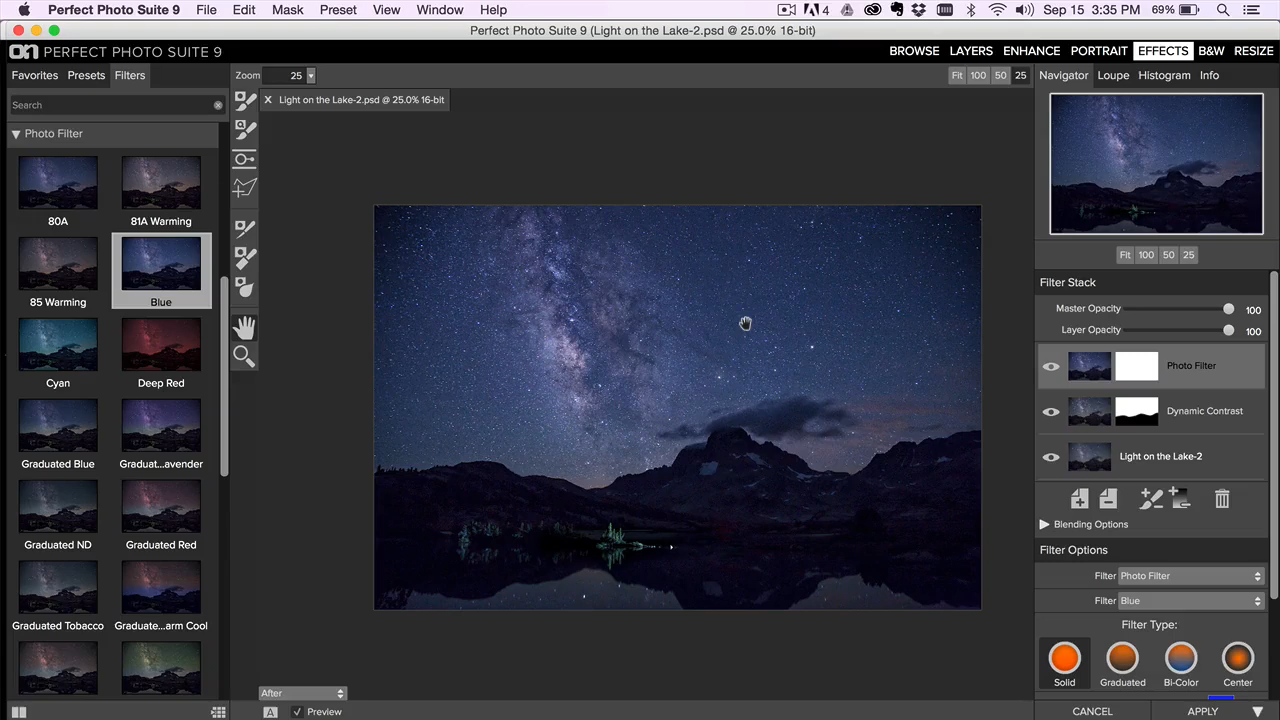 Perfect Photo Suite 9 File Edit Mask Preset View Window Help 4 Sep 15 3:35 PM 69%
Perfect Photo Suite 9 (Light on the Lake-2.psd @ 25.0% 16-bit)
on PERFECT PHOTO SUITE 9 BROWSE LAYERS ENHANCE PORTRAIT EFFECTS B&W RESIZE
Favorites Presets Filters Zoom 25 Fit 100 50 25 Navigator Loupe Histogram Info
Search
× Light on the Lake-2.psd @ 25.0% 16-bit
Photo Filter
80A 81A Warming
85 Warming Blue
Cyan Deep Red
Graduated Blue Graduat...avender
Graduated ND Graduated Red
Graduated Tobacco Graduate...arm Cool
After
A Preview
Fit 100 50 25
Filter Stack
Master Opacity 100
Layer Opacity 100
Photo Filter
Dynamic Contrast
Light on the Lake-2
Blending Options
Filter Options
Filter Photo Filter
Filter Blue
Filter Type:
Solid Graduated Bi-Color Center
CANCEL APPLY